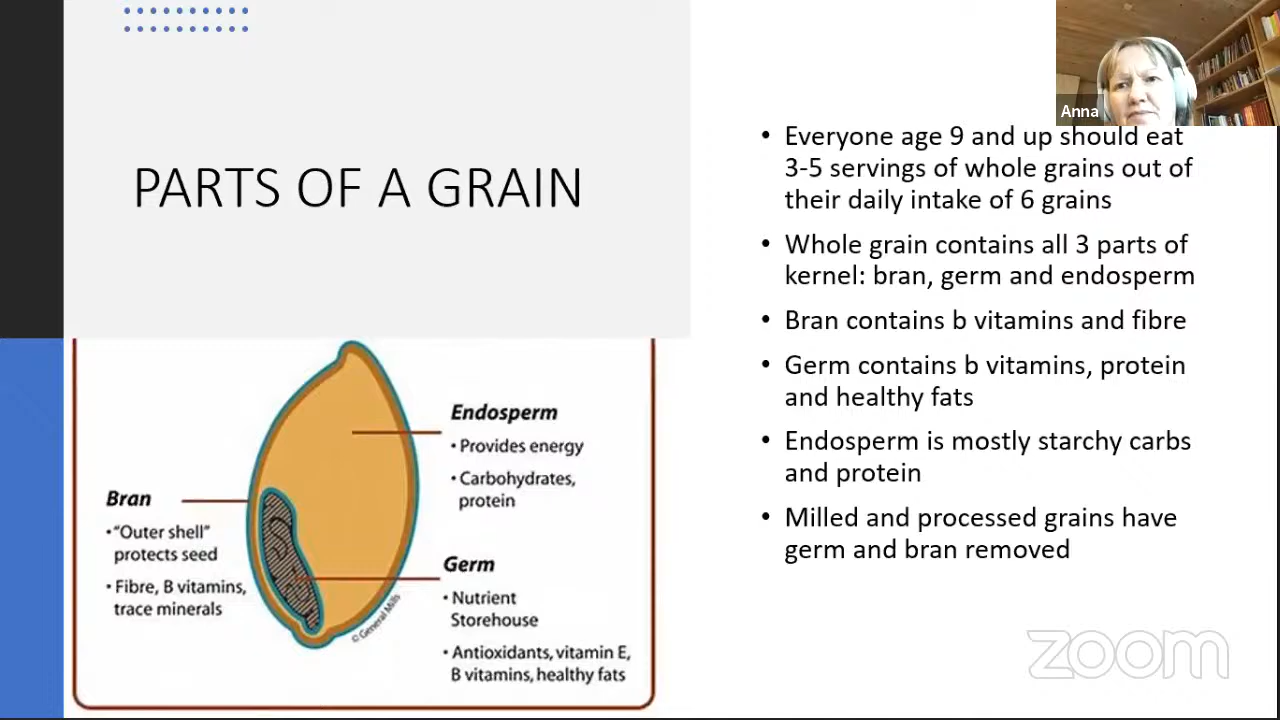 PARTS OF A GRAIN
Anna
• Everyone age 9 and up should eat
3-5 servings of whole grains out of
their daily intake of 6 grains
• Whole grain contains all 3 parts of
kernel: bran, germ and endosperm
• Bran contains b vitamins and fibre
• Germ contains b vitamins, protein
and healthy fats
• Endosperm is mostly starchy carbs
and protein
• Milled and processed grains have
germ and bran removed
Endosperm
• Provides energy
• Carbohydrates,
protein
Bran
• "Outer shell"
protects seed
• Fibre, B vitamins,
trace minerals
Germ
• Nutrient
Storehouse
• Antioxidants, vitamin E,
B vitamins, healthy fats
© General Mills
zoom